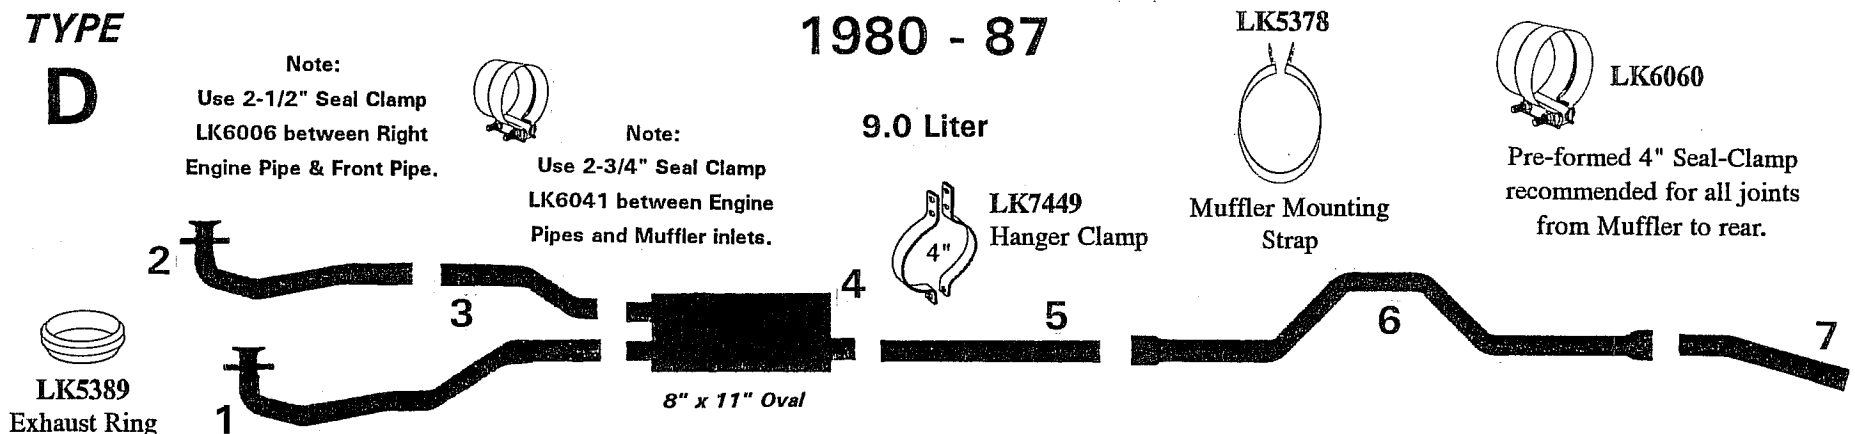 TYPE
D
1980 - 87
9.0 Liter
Note:
Use 2-1/2" Seal Clamp
LK6006 between Right
Engine Pipe & Front Pipe.
Note:
Use 2-3/4" Seal Clamp
LK6041 between Engine
Pipes and Muffler inlets.
LK5378
Muffler Mounting
Strap
LK6060
Pre-formed 4" Seal-Clamp
recommended for all joints
from Muffler to rear.
LK7449
Hanger Clamp
4"
2
3
4
5
6
7
1
8" x 11" Oval
LK5389
Exhaust Ring